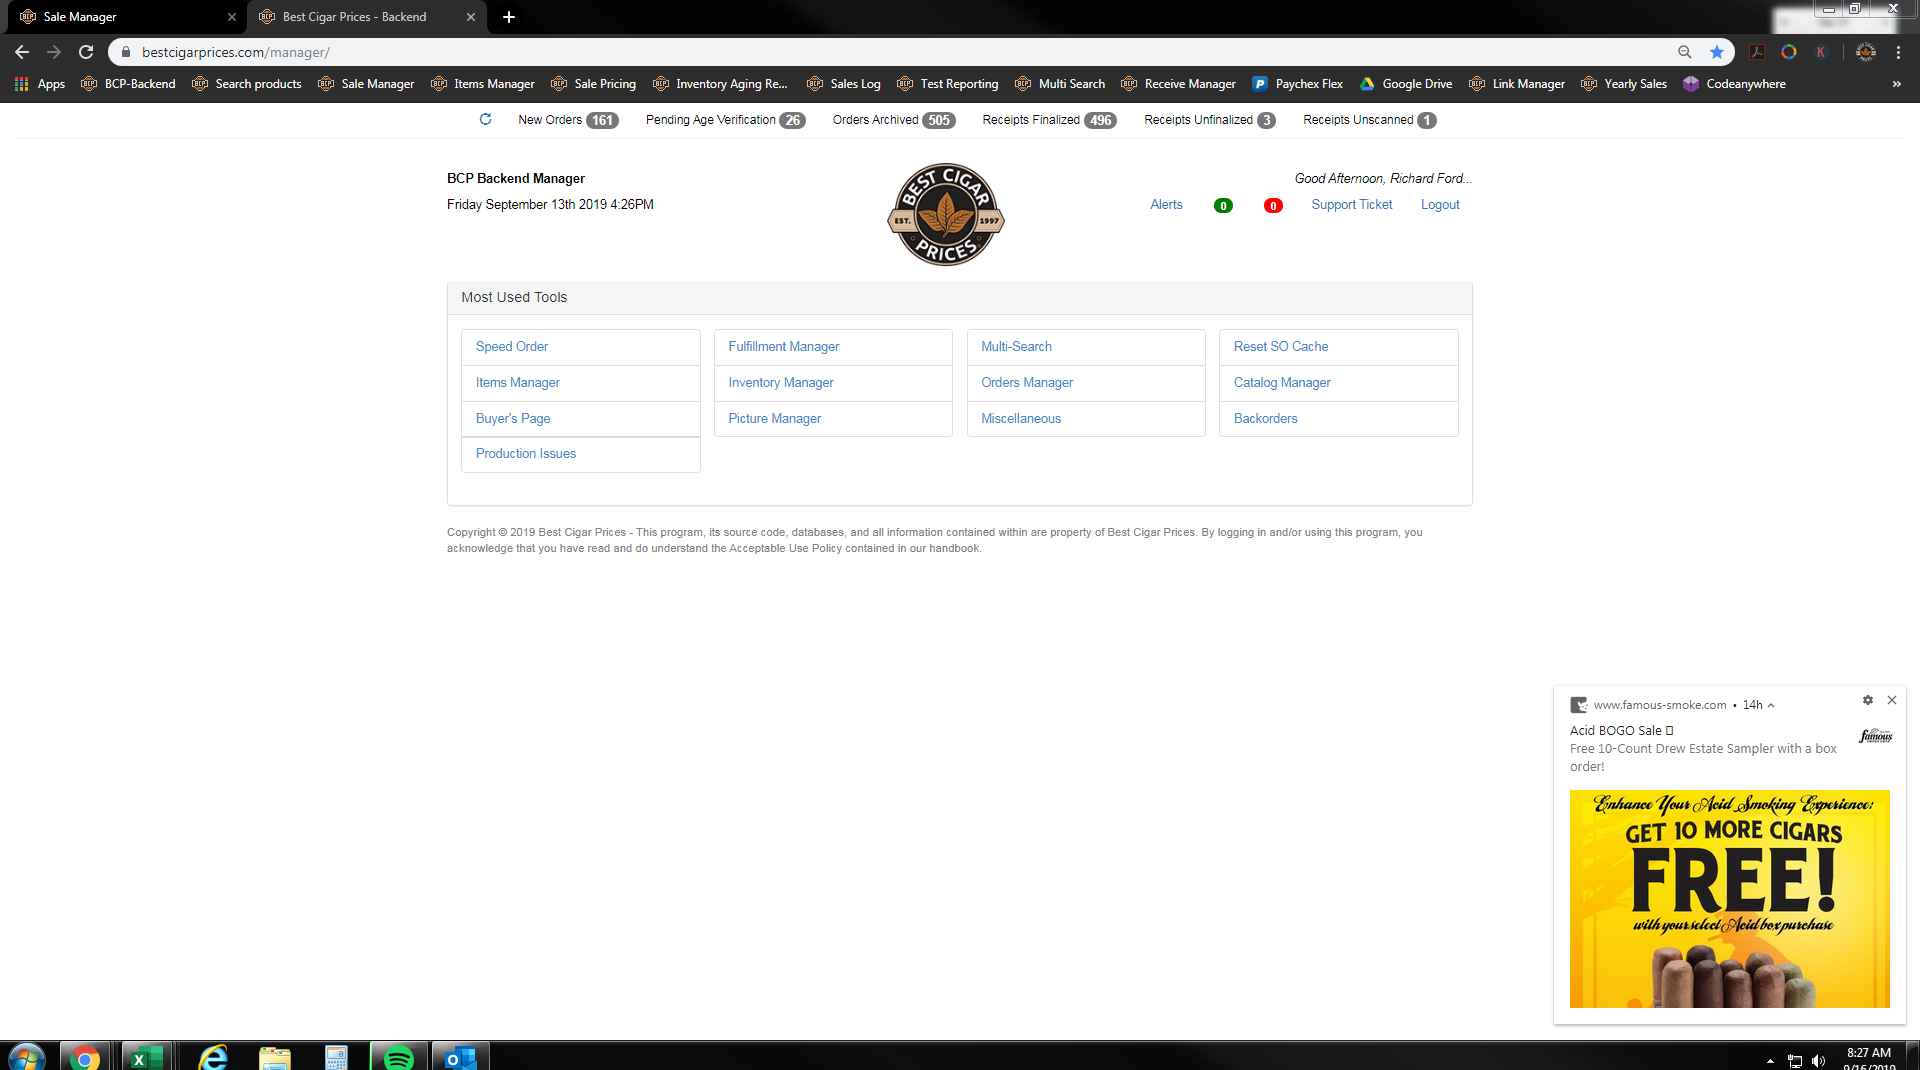 Sale Manager
Best Cigar Prices - Backend
bestcigarprices.com/manager/
Apps BCP-Backend Search products Sale Manager Items Manager Sale Pricing Inventory Aging Re... Sales Log Test Reporting Multi Search Receive Manager Paychex Flex Google Drive Link Manager Yearly Sales Codeanywhere »
New Orders 161 Pending Age Verification 26 Orders Archived 505 Receipts Finalized 496 Receipts Unfinalized 3 Receipts Unscanned 1
BCP Backend Manager
Friday September 13th 2019 4:26PM
BEST CIGAR
EST. 1997
PRICES
Good Afternoon, Richard Ford...
Alerts 0 0 Support Ticket Logout
Most Used Tools
Speed Order Fulfillment Manager Multi-Search Reset SO Cache
Items Manager Inventory Manager Orders Manager Catalog Manager
Buyer's Page Picture Manager Miscellaneous Backorders
Production Issues
Copyright © 2019 Best Cigar Prices - This program, its source code, databases, and all information contained within are property of Best Cigar Prices. By logging in and/or using this program, you
acknowledge that you have read and do understand the Acceptable Use Policy contained in our handbook.
www.famous-smoke.com • 14h
Acid BOGO Sale
famous
Free 10-Count Drew Estate Sampler with a box
order!
Enhance Your Acid Smoking Experience:
GET 10 MORE CIGARS
FREE!
with your select Acid box purchase
8:27 AM
9/16/2019